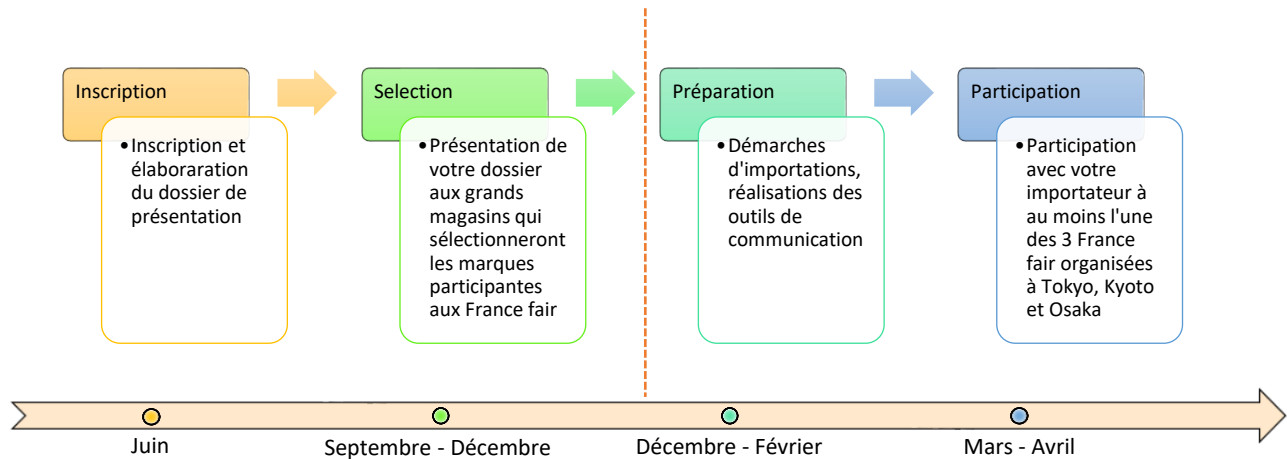 Inscription
•Inscription et
élaboraration
du dossier de
présentation
Selection
•Présentation de
votre dossier
aux grands
magasins qui
sélectionneront
les marques
participantes
aux France fair
Préparation
•Démarches
d'importations,
réalisations des
outils de
communication
Participation
•Participation
avec votre
importateur à
au moins l'une
des 3 France
fair organisées
à Tokyo, Kyoto
et Osaka
Juin
Septembre - Décembre
Décembre - Février
Mars - Avril